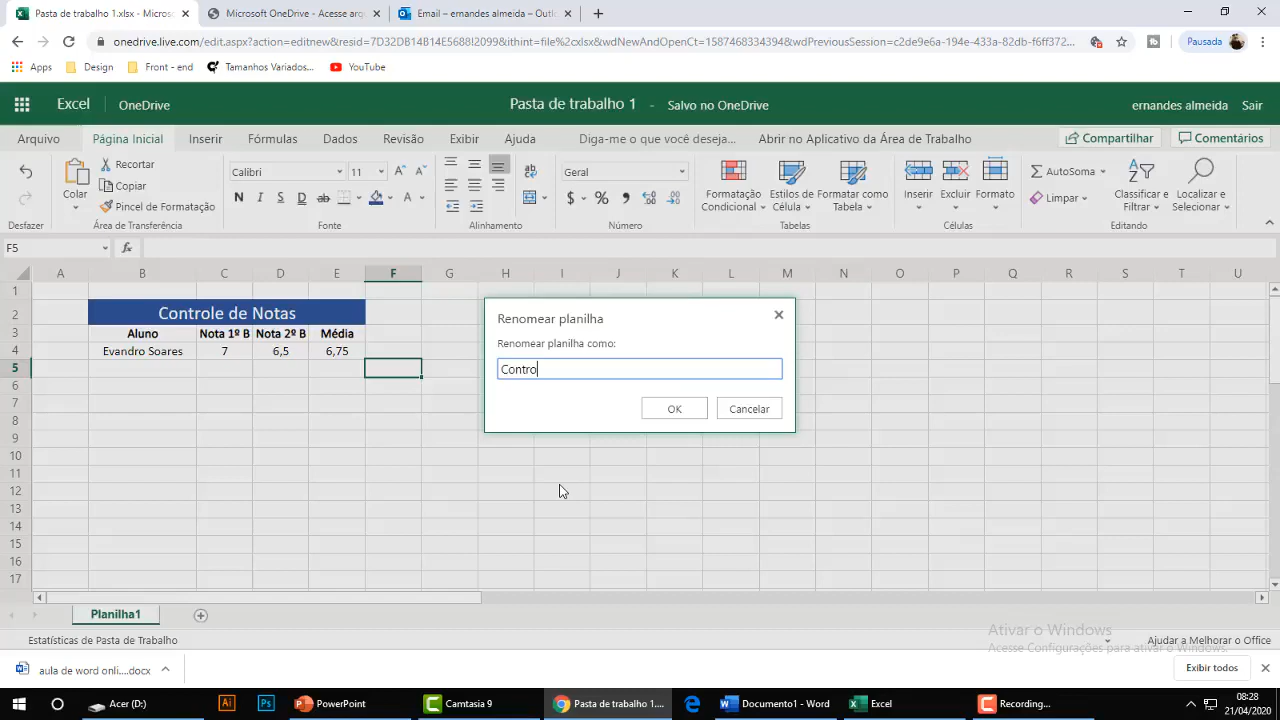 Pasta de trabalho 1.xlsx - Micros
Microsoft OneDrive - Acesse arq
Email – ernandes almeida – Outl
onedrive.live.com/edit.aspx?action=editnew&resid=7D32DB14B14E5688!2099&ithint=file%2cxlsx&wdNewAndOpenCt=1587468334394&wdPreviousSession=c2de9e6a-194e-433a-82db-f6ff372...
Pausada
Apps Design Front - end Tamanhos Variados... YouTube
Excel OneDrive Pasta de trabalho 1 - Salvo no OneDrive ernandes almeida Sair
Arquivo Página Inicial Inserir Fórmulas Dados Revisão Exibir Ajuda Diga-me o que você deseja... Abrir no Aplicativo da Área de Trabalho Compartilhar Comentários
Recortar
Copiar
Pincel de Formatação
Colar
Desfazer
Área de Transferência
Calibri 11
N I S D ab A
Fonte
Alinhamento
Geral
$ % 
Número
Formatação Condicional
Estilos de Célula
Formatar como Tabela
Tabelas
Inserir Excluir Formato
Células
AutoSoma
Limpar
Classificar e Filtrar
Localizar e Selecionar
Editando
F5 fx
A B C D E F G H I J K L M N O P Q R S T U
1
2 Controle de Notas
3 Aluno Nota 1º B Nota 2º B Média
4 Evandro Soares 7 6,5 6,75
5
6
7
8
9
10
11
12
13
14
15
16
17
Renomear planilha
Renomear planilha como:
Contro
OK Cancelar
Planilha1
Ativar o Windows
Acesse Configurações para ativar o Windows.
Estatísticas de Pasta de Trabalho
Ajudar a Melhorar o Office
aula de word onli....docx
Exibir todos
Acer (D:) Ai Ps PowerPoint Camtasia 9 Pasta de trabalho 1.... Documento1 - Word Excel Recording...
08:28
21/04/2020